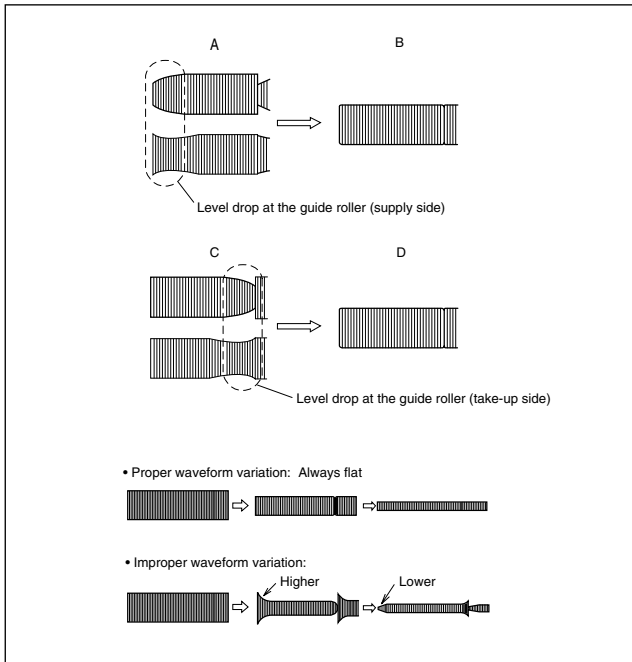 A
B
Level drop at the guide roller (supply side)
C
D
Level drop at the guide roller (take-up side)
• Proper waveform variation: Always flat
• Improper waveform variation:
Higher
Lower